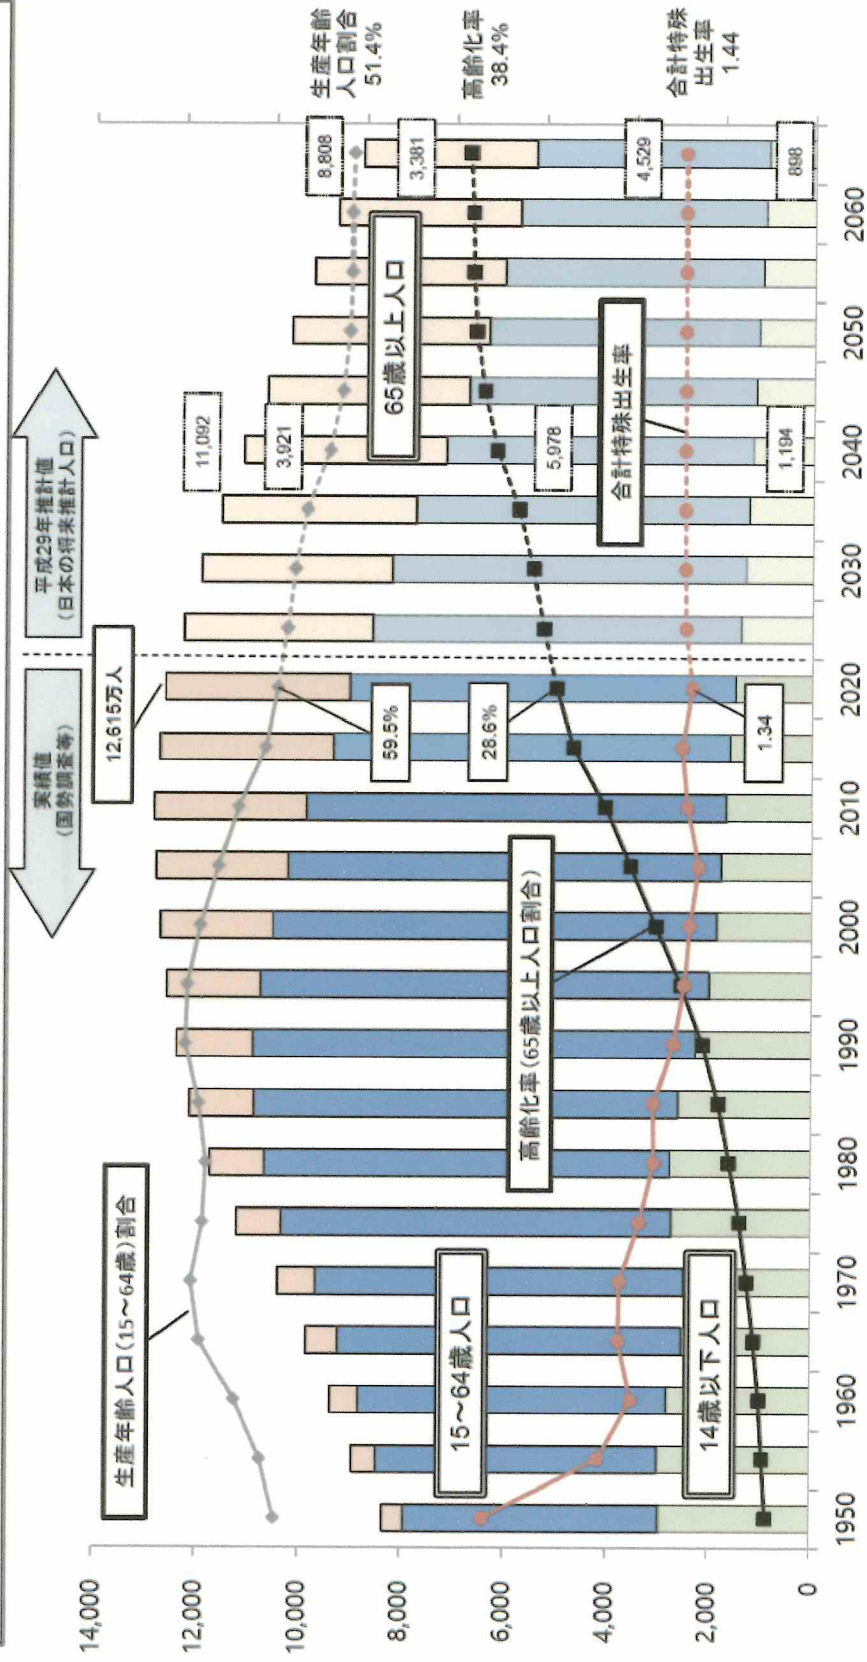 実績値
(国勢調査等)
平成29年推計値
(日本の将来推計人口)
生産年齢人口(15～64歳)割合
12,615万人
11,092
3,921
5,978
1,194
8,808
3,381
4,529
898
65歳以上人口
59.5%
28.6%
1.34
高齢化率(65歳以上人口割合)
合計特殊出生率
15～64歳人口
14歳以下人口
生産年齢
人口割合
51.4%
高齢化率
38.4%
合計特殊
出生率
1.44
14,000
12,000
10,000
8,000
6,000
4,000
2,000
0
1950
1960
1970
1980
1990
2000
2010
2020
2030
2040
2050
2060